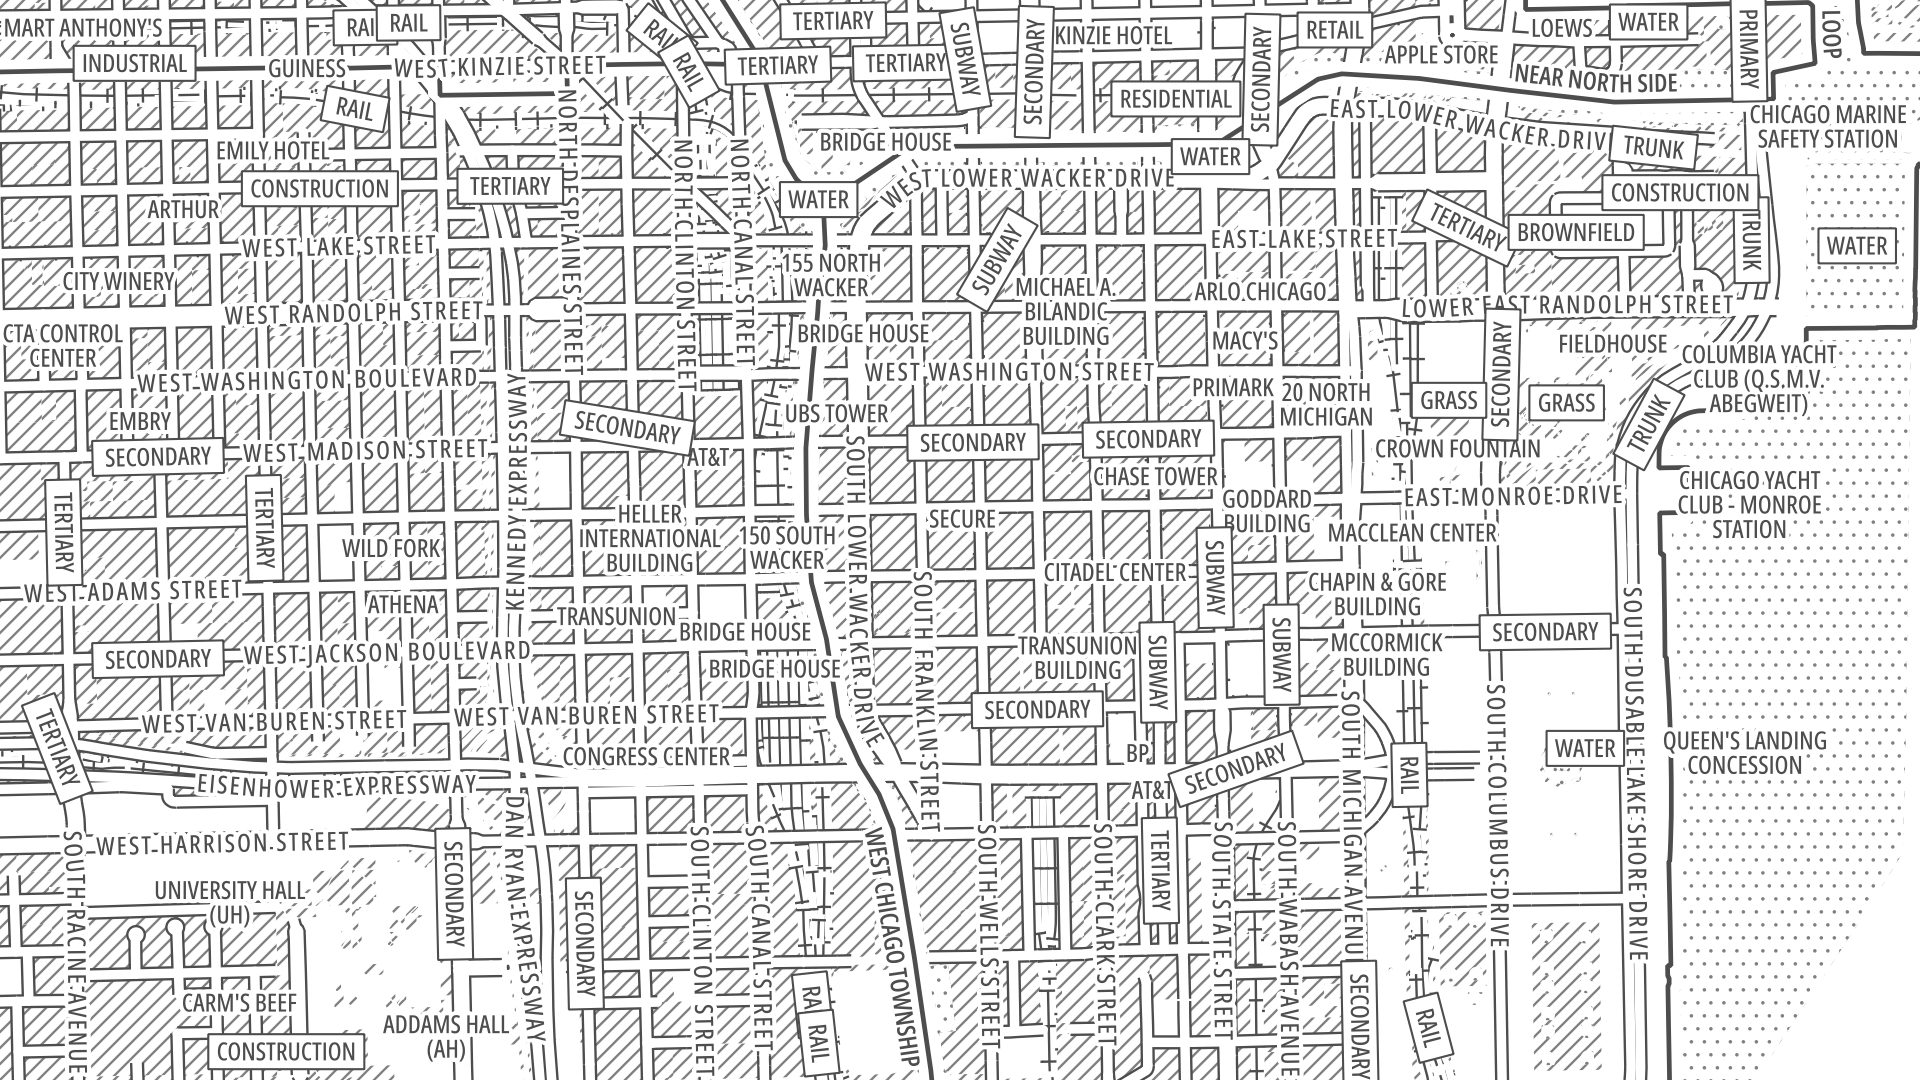 MART ANTHONY'S
RAIL
RAIL
TERTIARY
SUBWAY
SECONDARY
KINZIE HOTEL
SECONDARY
RETAIL
LOEWS
WATER
PRIMARY
LOOP
INDUSTRIAL
GUINESS
WEST KINZIE STREET
RAIL
RAIL
TERTIARY
TERTIARY
APPLE STORE
NEAR NORTH SIDE
RESIDENTIAL
RAIL
EAST LOWER WACKER DRIVE
TRUNK
CHICAGO MARINE
SAFETY STATION
EMILY HOTEL
BRIDGE HOUSE
WATER
CONSTRUCTION
TERTIARY
NORTH DESPLAINES STREET
NORTH CLINTON STREET
NORTH CANAL STREET
WATER
WEST LOWER WACKER DRIVE
CONSTRUCTION
ARTHUR
TERTIARY
BROWNFIELD
TRUNK
WATER
WEST LAKE STREET
SUBWAY
EAST LAKE STREET
CITY WINERY
155 NORTH
WACKER
MICHAEL A.
BILANDIC
BUILDING
ARLO CHICAGO
WEST RANDOLPH STREET
LOWER EAST RANDOLPH STREET
CTA CONTROL
CENTER
BRIDGE HOUSE
MACY'S
SECONDARY
FIELDHOUSE
COLUMBIA YACHT
CLUB (Q.S.M.V.
ABEGWEIT)
WEST WASHINGTON BOULEVARD
WEST WASHINGTON STREET
PRIMARK
20 NORTH
MICHIGAN
GRASS
GRASS
TRUNK
EMBRY
SECONDARY
UBS TOWER
SECONDARY
WEST MADISON STREET
KENNEDY EXPRESSWAY
AT&T
SECONDARY
SECONDARY
CROWN FOUNTAIN
CHASE TOWER
CHICAGO YACHT
CLUB - MONROE
STATION
TERTIARY
TERTIARY
HELLER
INTERNATIONAL
BUILDING
150 SOUTH
WACKER
SOUTH LOWER WACKER DRIVE
SECURE
GODDARD
BUILDING
EAST MONROE DRIVE
MACCLEAN CENTER
WILD FORK
SUBWAY
CITADEL CENTER
CHAPIN & GORE
BUILDING
WEST ADAMS STREET
ATHENA
TRANSUNION
BRIDGE HOUSE
SOUTH FRANKLIN STREET
SUBWAY
SUBWAY
SECONDARY
SOUTH DUSABLE LAKE SHORE DRIVE
SECONDARY
WEST JACKSON BOULEVARD
BRIDGE HOUSE
TRANSUNION
BUILDING
MCCORMICK
BUILDING
WEST VAN BUREN STREET
WEST VAN BUREN STREET
SECONDARY
SOUTH MICHIGAN AVENU
SOUTH COLUMBUS DRIVE
TERTIARY
CONGRESS CENTER
BP
SECONDARY
RAIL
WATER
QUEEN'S LANDING
CONCESSION
EISENHOWER EXPRESSWAY
DAN RYAN EXPRESSWAY
AT&T
WEST HARRISON STREET
SOUTH RACINE AVENUE
SECONDARY
SOUTH CLINTON STREET
SOUTH CANAL STREET
WEST CHICAGO TOWNSHIP
SOUTH WELLS STREET
SOUTH CLARK STREET
TERTIARY
SOUTH STATE STREET
SOUTH WABASH AVENUE
UNIVERSITY HALL
(UH)
SECONDARY
RAIL
RAIL
SECONDARY
RAIL
CARM'S BEEF
CONSTRUCTION
ADDAMS HALL
(AH)